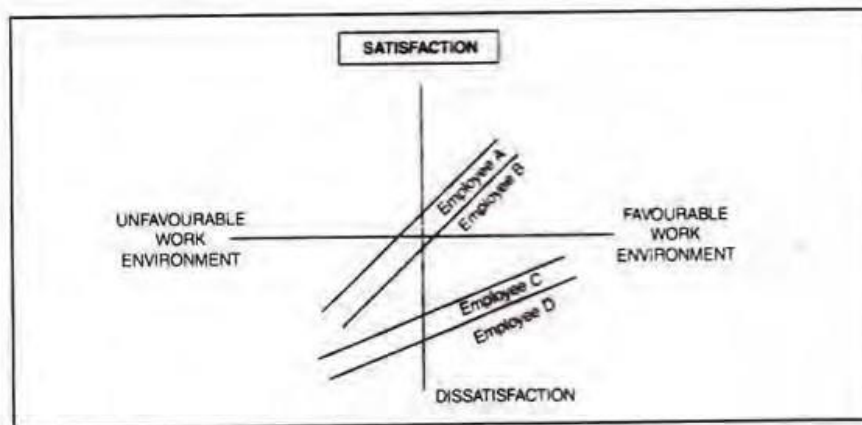 SATISFACTION
Employee A
Employee B
UNFAVOURABLE
WORK
ENVIRONMENT
FAVOURABLE
WORK
ENVIRONMENT
Employee C
Employee D
DISSATISFACTION